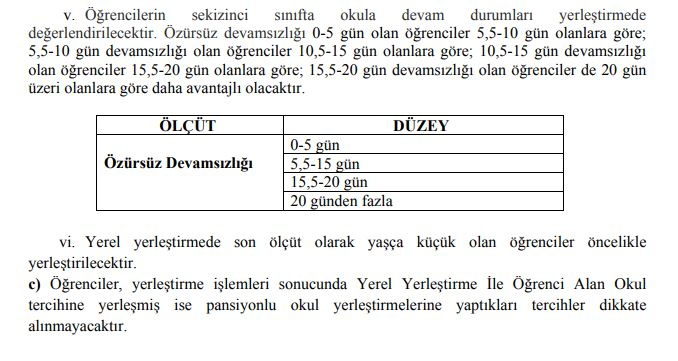 v. Öğrencilerin sekizinci sınıfta okula devam durumları yerleştirmede
değerlendirilecektir. Özürsüz devamsızlığı 0-5 gün olan öğrenciler 5,5-10 gün olanlara göre;
5,5-10 gün devamsızlığı olan öğrenciler 10,5-15 gün olanlara göre; 10,5-15 gün devamsızlığı
olan öğrenciler 15,5-20 gün olanlara göre; 15,5-20 gün devamsızlığı olan öğrenciler de 20 gün
üzeri olanlara göre daha avantajlı olacaktır.
ÖLÇÜT DÜZEY
Özürsüz Devamsızlığı
0-5 gün
5,5-15 gün
15,5-20 gün
20 günden fazla
vi. Yerel yerleştirmede son ölçüt olarak yaşça küçük olan öğrenciler öncelikle
yerleştirilecektir.
c) Öğrenciler, yerleştirme işlemleri sonucunda Yerel Yerleştirme İle Öğrenci Alan Okul
tercihine yerleşmiş ise pansiyonlu okul yerleştirmelerine yaptıkları tercihler dikkate
alınmayacaktır.